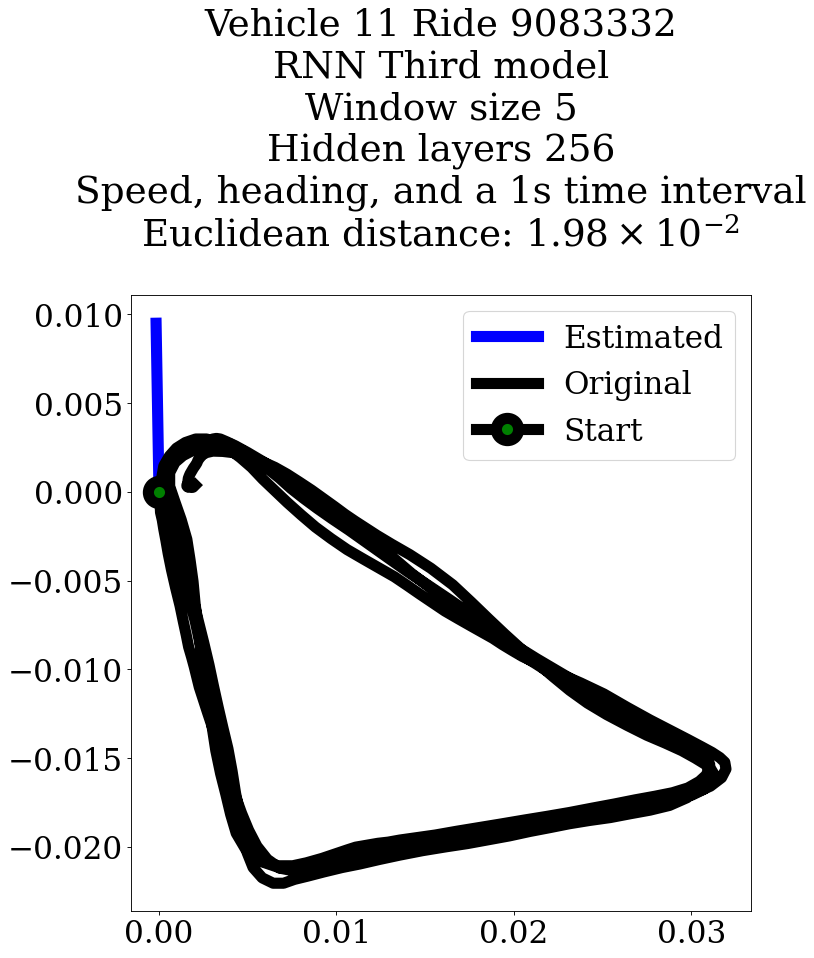 Vehicle 11 Ride 9083332
RNN Third model
Window size 5
Hidden layers 256
Speed, heading, and a 1s time interval
Euclidean distance: 1.98 × 10⁻²
Estimated
Original
Start
0.010
0.005
0.000
−0.005
−0.010
−0.015
−0.020
0.00 0.01 0.02 0.03